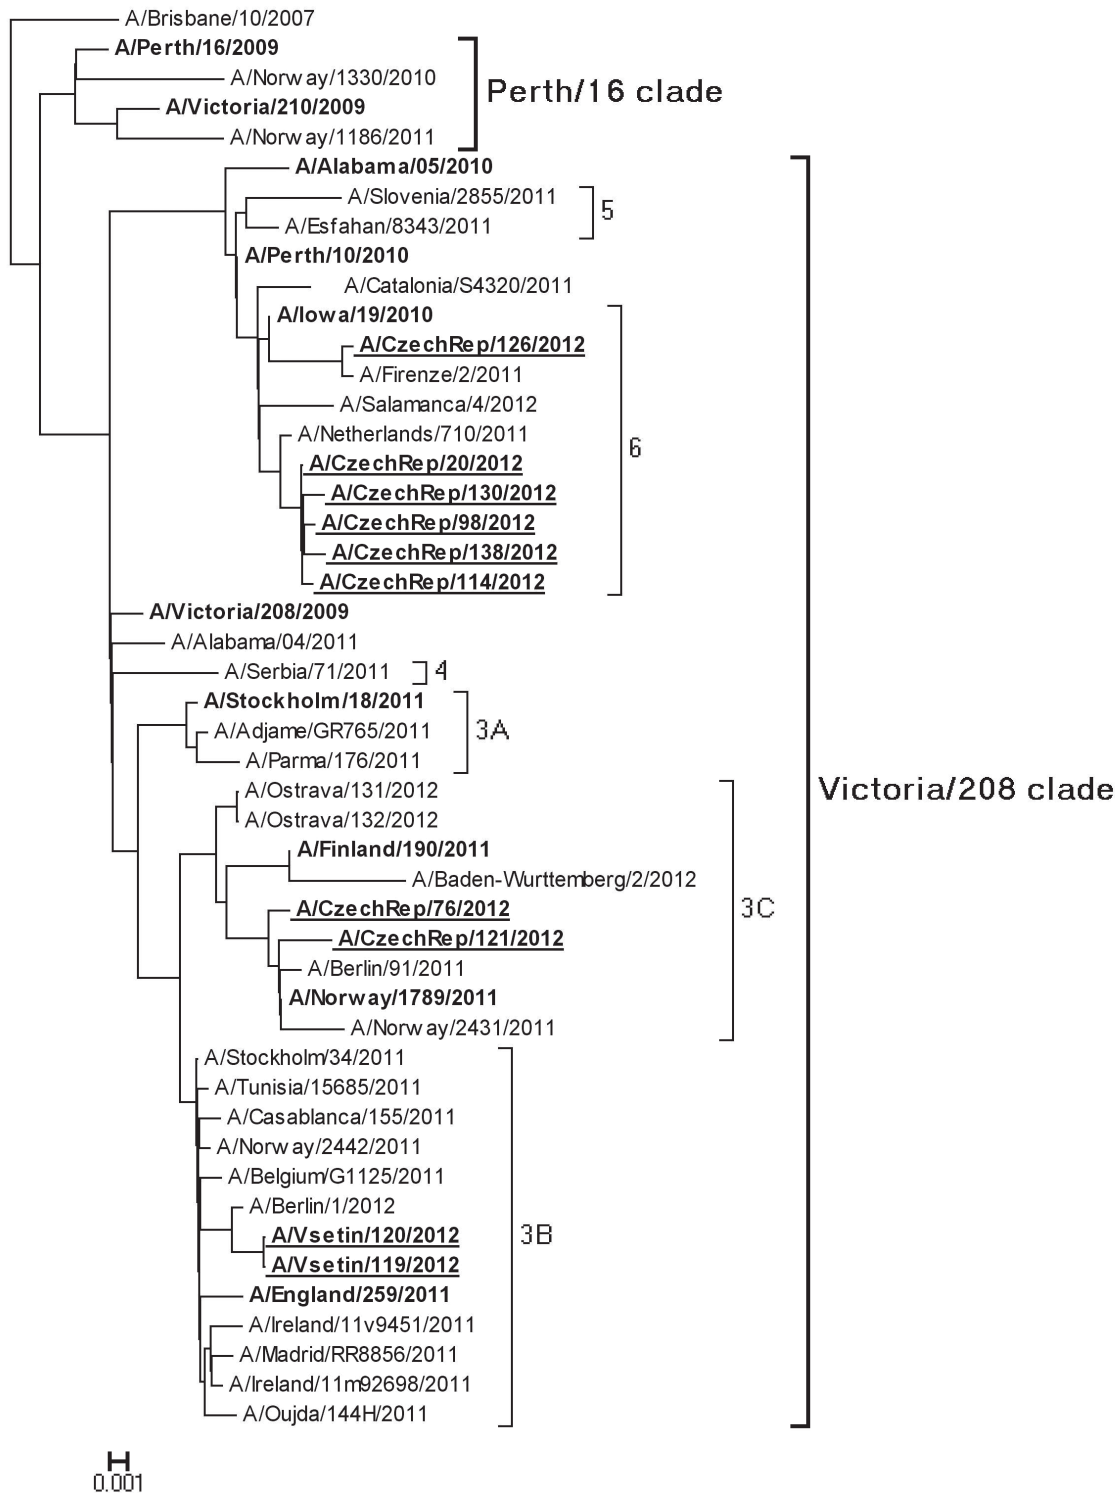 A/Brisbane/10/2007
A/Perth/16/2009
A/Norway/1330/2010
Perth/16 clade
A/Victoria/210/2009
A/Norway/1186/2011
A/Alabama/05/2010
A/Slovenia/2855/2011
5
A/Esfahan/8343/2011
A/Perth/10/2010
A/Catalonia/S4320/2011
A/Iowa/19/2010
A/CzechRep/126/2012
A/Firenze/2/2011
A/Salamanca/4/2012
A/Netherlands/710/2011
6
A/CzechRep/20/2012
A/CzechRep/130/2012
A/CzechRep/98/2012
A/CzechRep/138/2012
A/CzechRep/114/2012
A/Victoria/208/2009
A/Alabama/04/2011
A/Serbia/71/2011
4
A/Stockholm/18/2011
A/Adjame/GR765/2011
3A
A/Parma/176/2011
A/Ostrava/131/2012
Victoria/208 clade
A/Ostrava/132/2012
A/Finland/190/2011
A/Baden-Wurttemberg/2/2012
A/CzechRep/76/2012
3C
A/CzechRep/121/2012
A/Berlin/91/2011
A/Norway/1789/2011
A/Norway/2431/2011
A/Stockholm/34/2011
A/Tunisia/15685/2011
A/Casablanca/155/2011
A/Norway/2442/2011
A/Belgium/G1125/2011
A/Berlin/1/2012
A/Vsetin/120/2012
3B
A/Vsetin/119/2012
A/England/259/2011
A/Ireland/11v9451/2011
A/Madrid/RR8856/2011
A/Ireland/11m92698/2011
A/Oujda/144H/2011
0.001